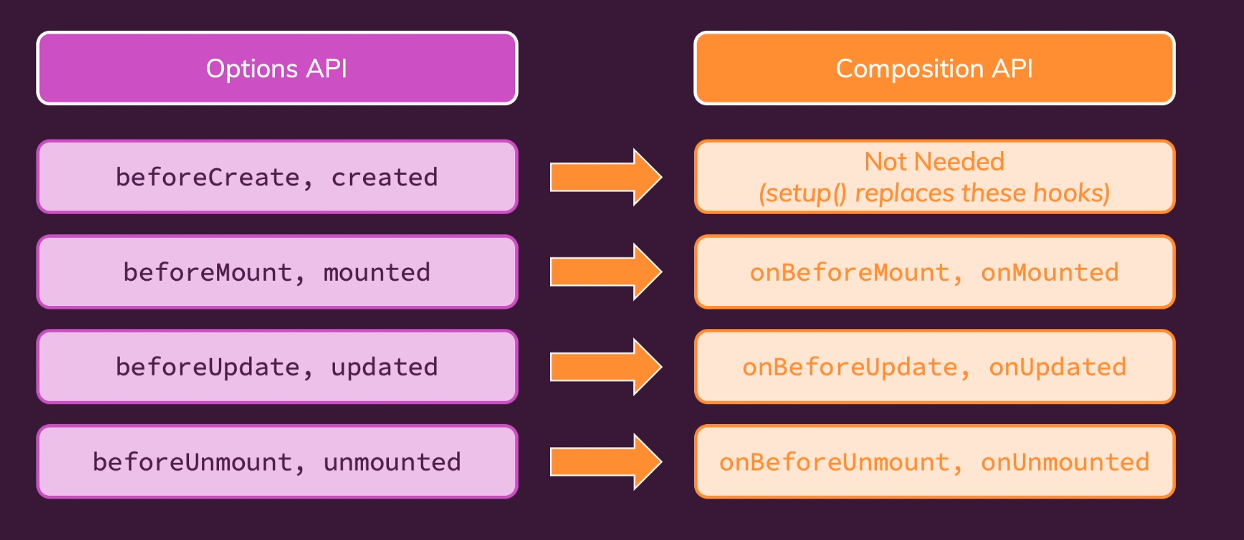 Options API
Composition API
beforeCreate, created
Not Needed
(setup() replaces these hooks)
beforeMount, mounted
onBeforeMount, onMounted
beforeUpdate, updated
onBeforeUpdate, onUpdated
beforeUnmount, unmounted
onBeforeUnmount, onUnmounted